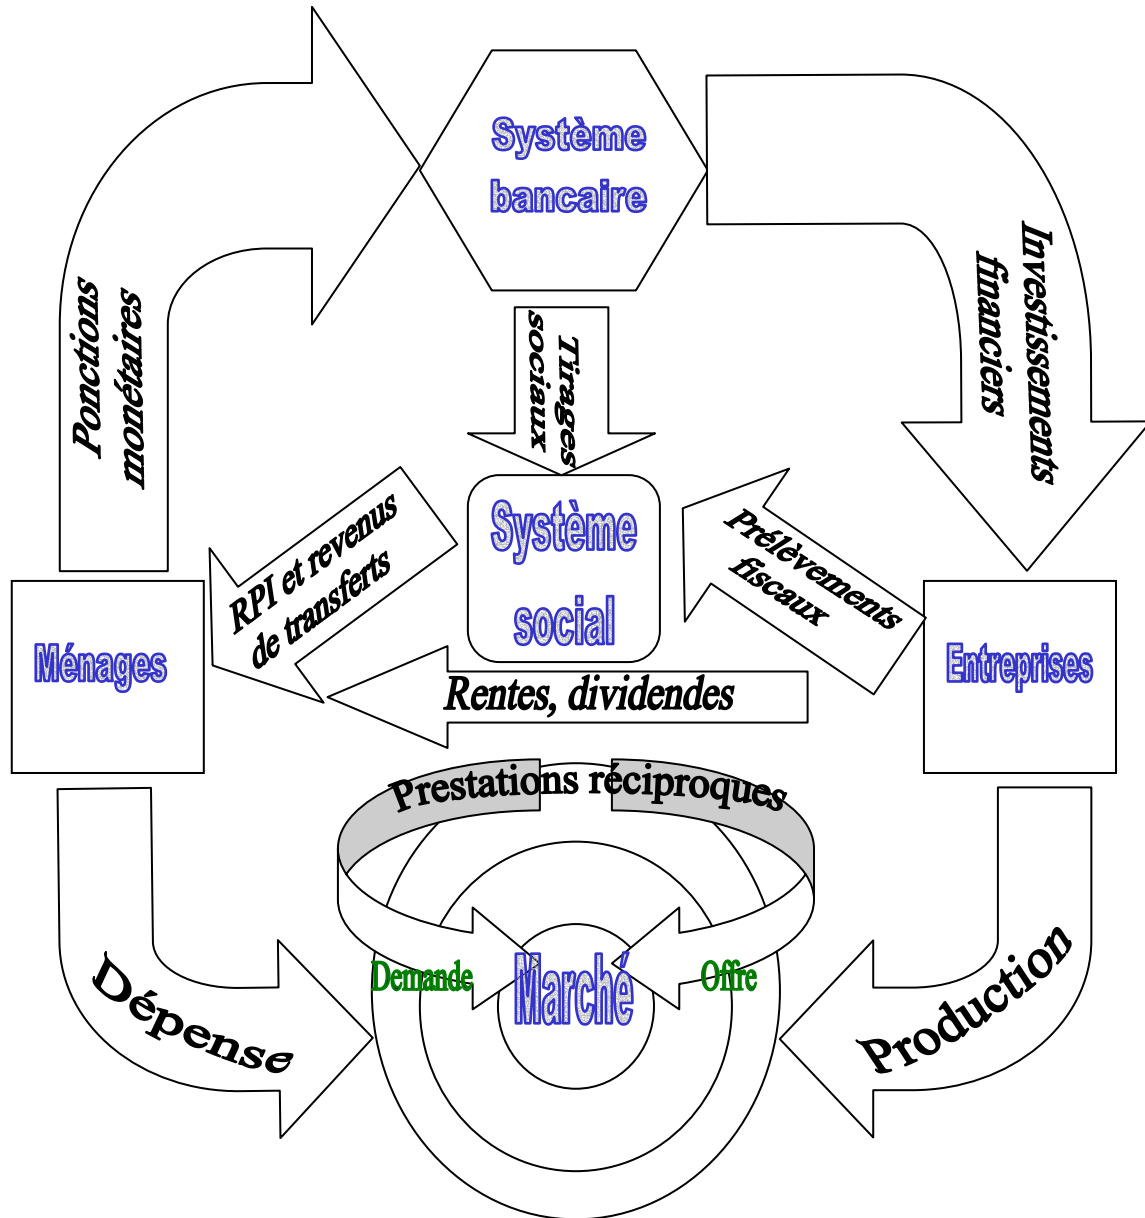 Système
bancaire
Ponctions
monétaires
Investissements
financiers
Tirages
sociaux
Système
social
RPI et revenus
de transferts
Prélèvements
fiscaux
Ménages
Entreprises
Rentes, dividendes
Prestations réciproques
Demande
Marché
Offre
Dépense
Production